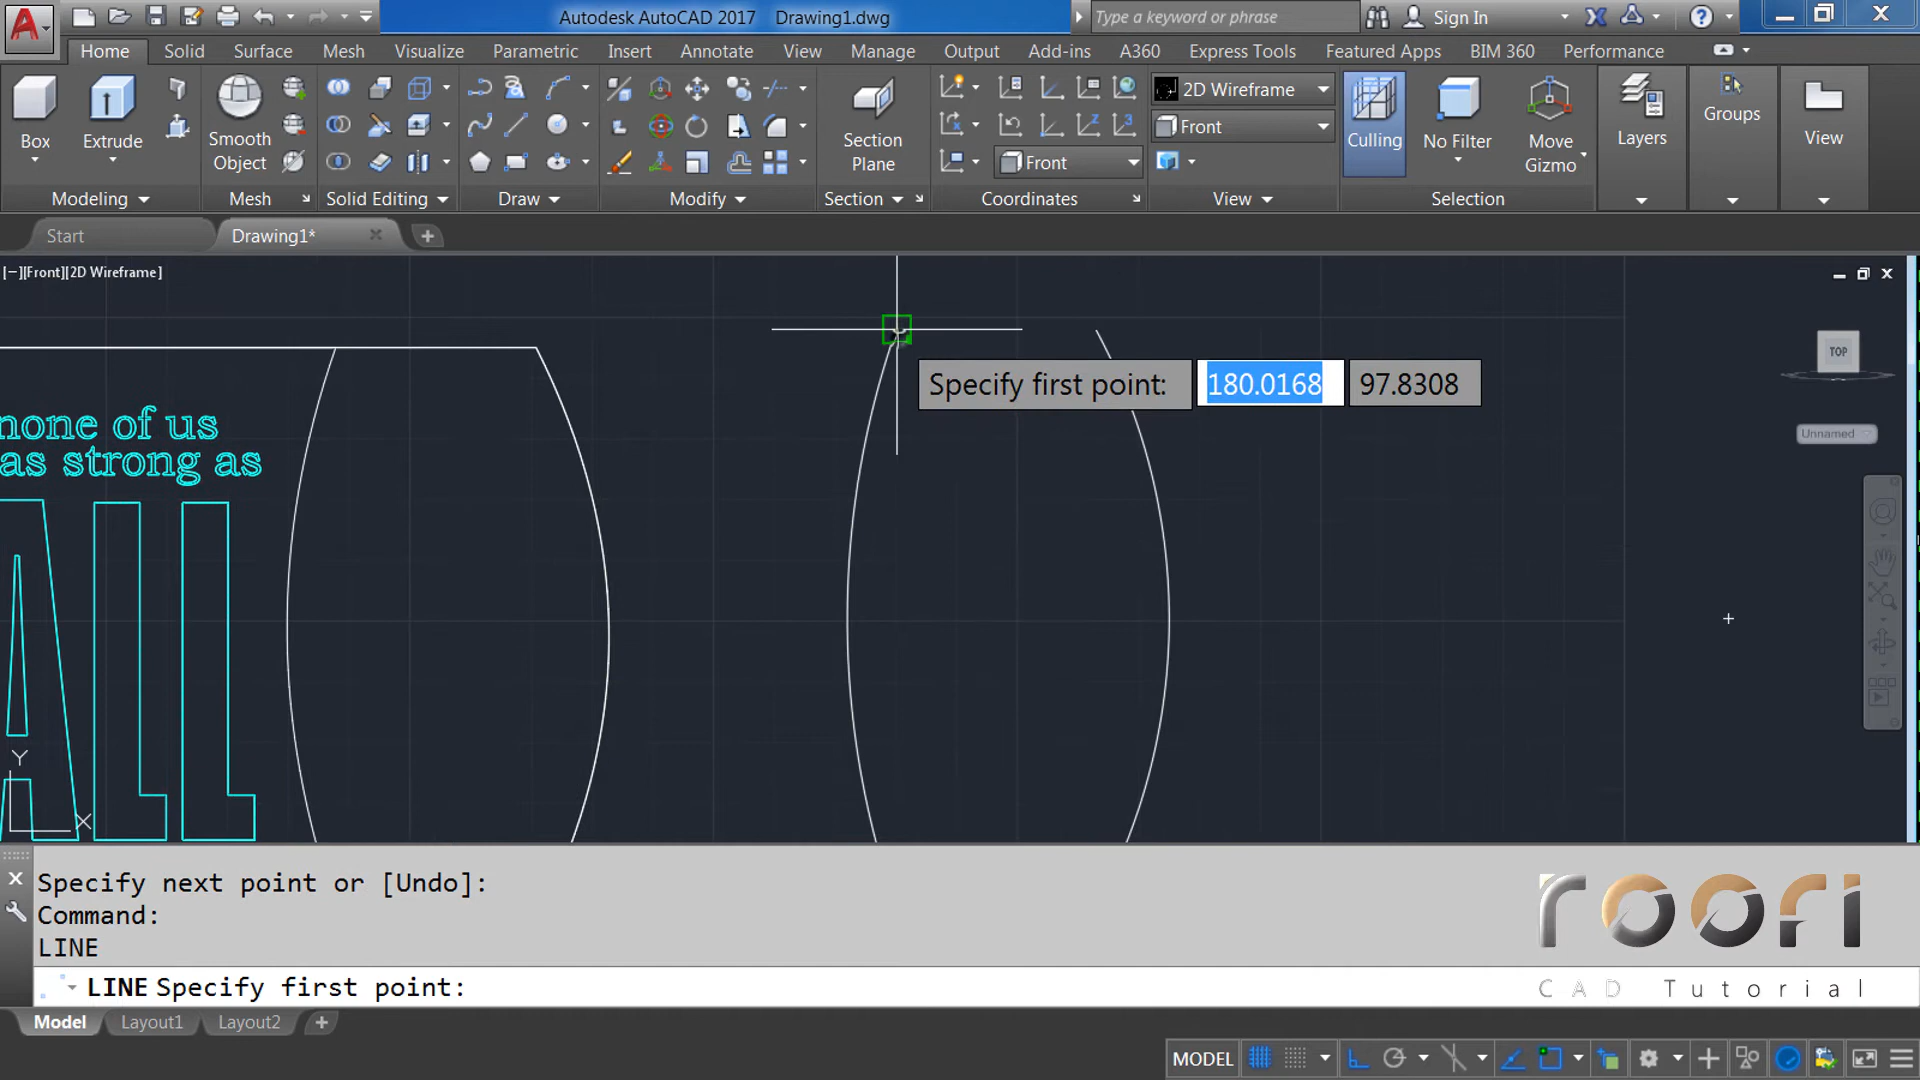 Autodesk AutoCAD 2017 Drawing1.dwg
Type a keyword or phrase
Sign In
Home Solid Surface Mesh Visualize Parametric Insert Annotate View Manage Output Add-ins A360 Express Tools Featured Apps BIM 360 Performance
Box
Extrude
Smooth
Object
Section
Plane
2D Wireframe
Front
Front
Culling
No Filter
Move
Gizmo
Layers
Groups
View
Modeling Mesh Solid Editing Draw Modify Section Coordinates View Selection
Start Drawing1*
[−][Front][2D Wireframe]
TOP
Unnamed
none of us
as strong as
ALL
Specify first point: 180.0168 97.8308
Y
X
Specify next point or [Undo]:
Command:
LINE
LINE Specify first point:
roofi
CAD Tutorial
Model Layout1 Layout2
MODEL